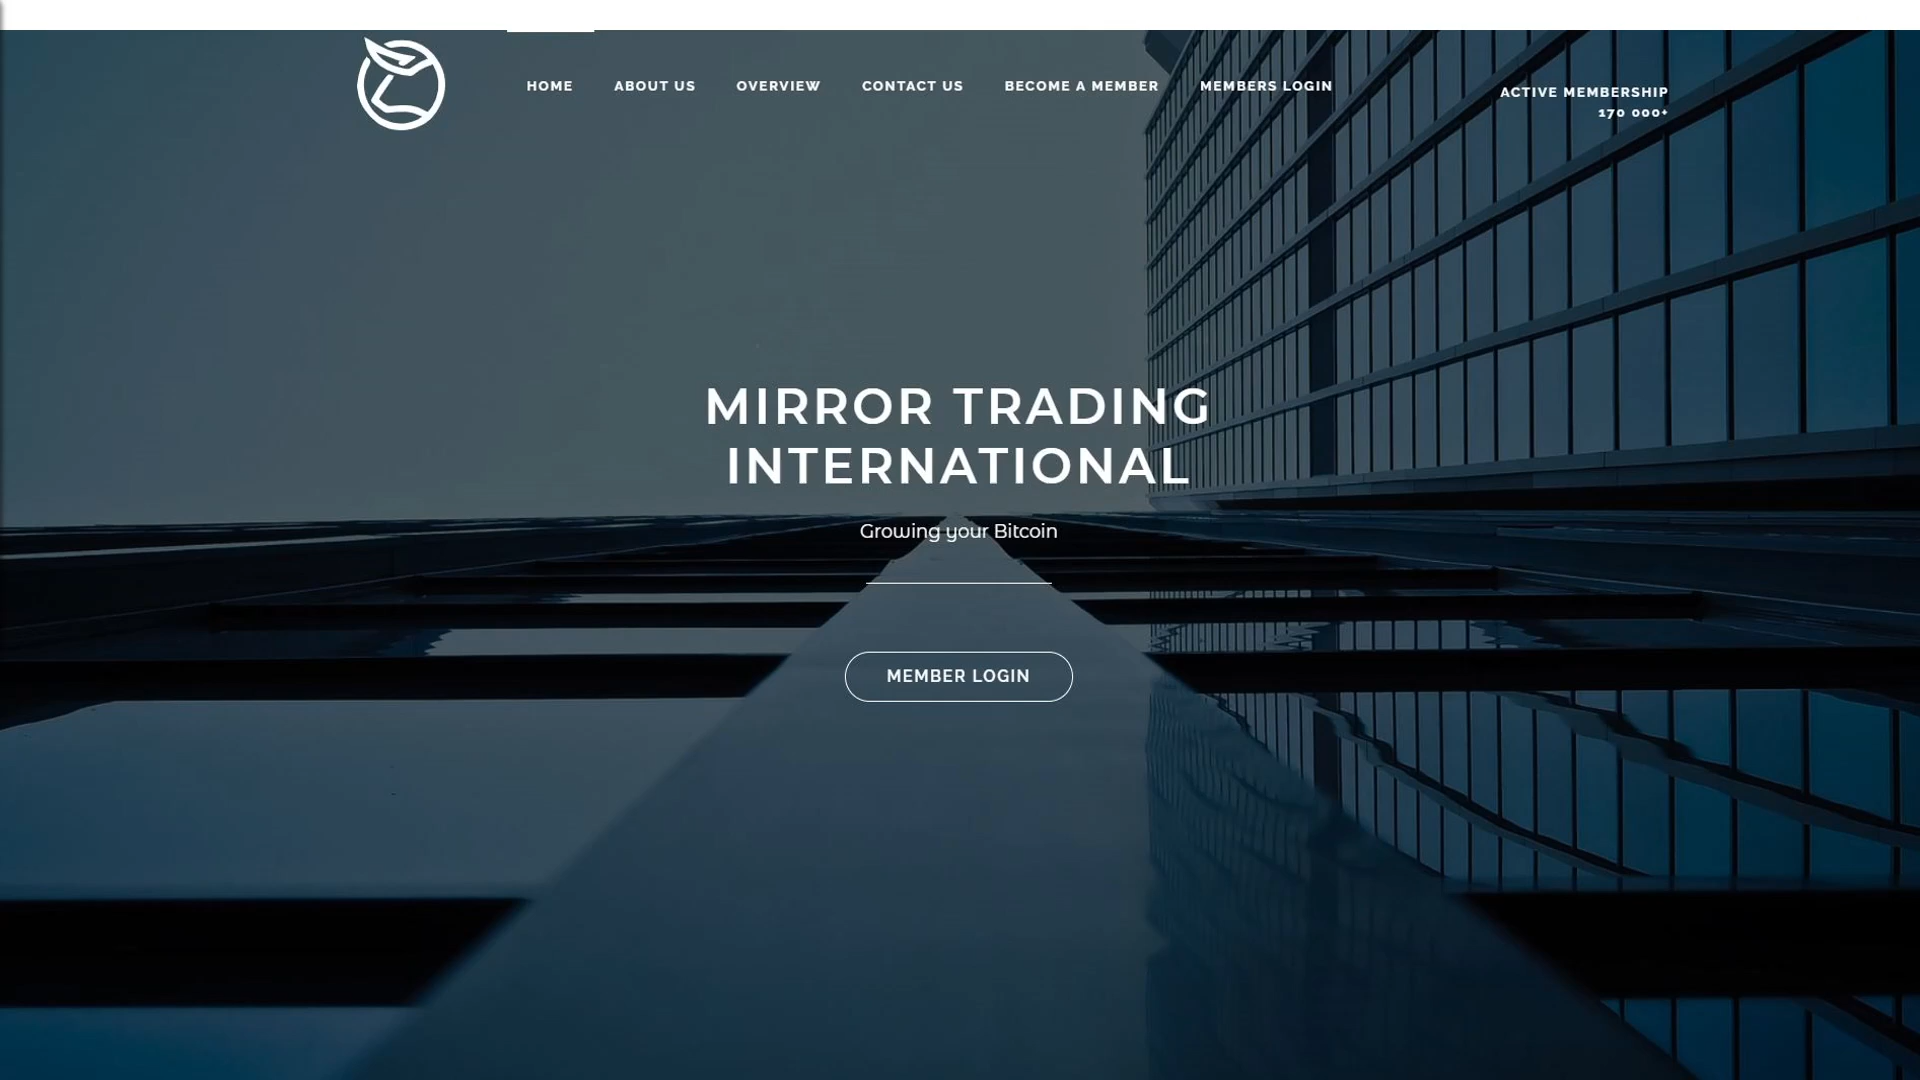 HOME
ABOUT US
OVERVIEW
CONTACT US
BECOME A MEMBER
MEMBERS LOGIN
ACTIVE MEMBERSHIP
170 000+
MIRROR TRADING
INTERNATIONAL
Growing your Bitcoin
MEMBER LOGIN